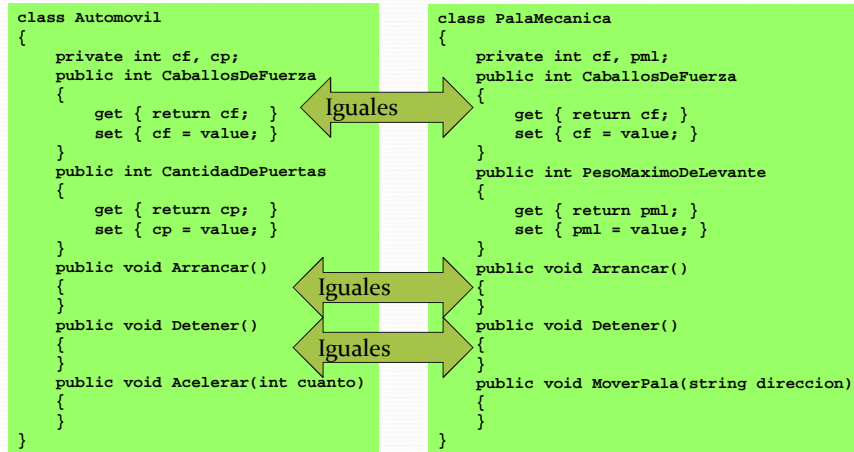 class Automovil
{
private int cf, cp;
public int CaballosDeFuerza
{
get { return cf; }
set { cf = value; }
}
public int CantidadDePuertas
{
get { return cp; }
set { cp = value; }
}
public void Arrancar()
{
}
public void Detener()
{
}
public void Acelerar(int cuanto)
{
}
}
Iguales
Iguales
Iguales
class PalaMecanica
{
private int cf, pml;
public int CaballosDeFuerza
{
get { return cf; }
set { cf = value; }
}
public int PesoMaximoDeLevante
{
get { return pml; }
set { pml = value; }
}
public void Arrancar()
{
}
public void Detener()
{
}
public void MoverPala(string direccion)
{
}
}